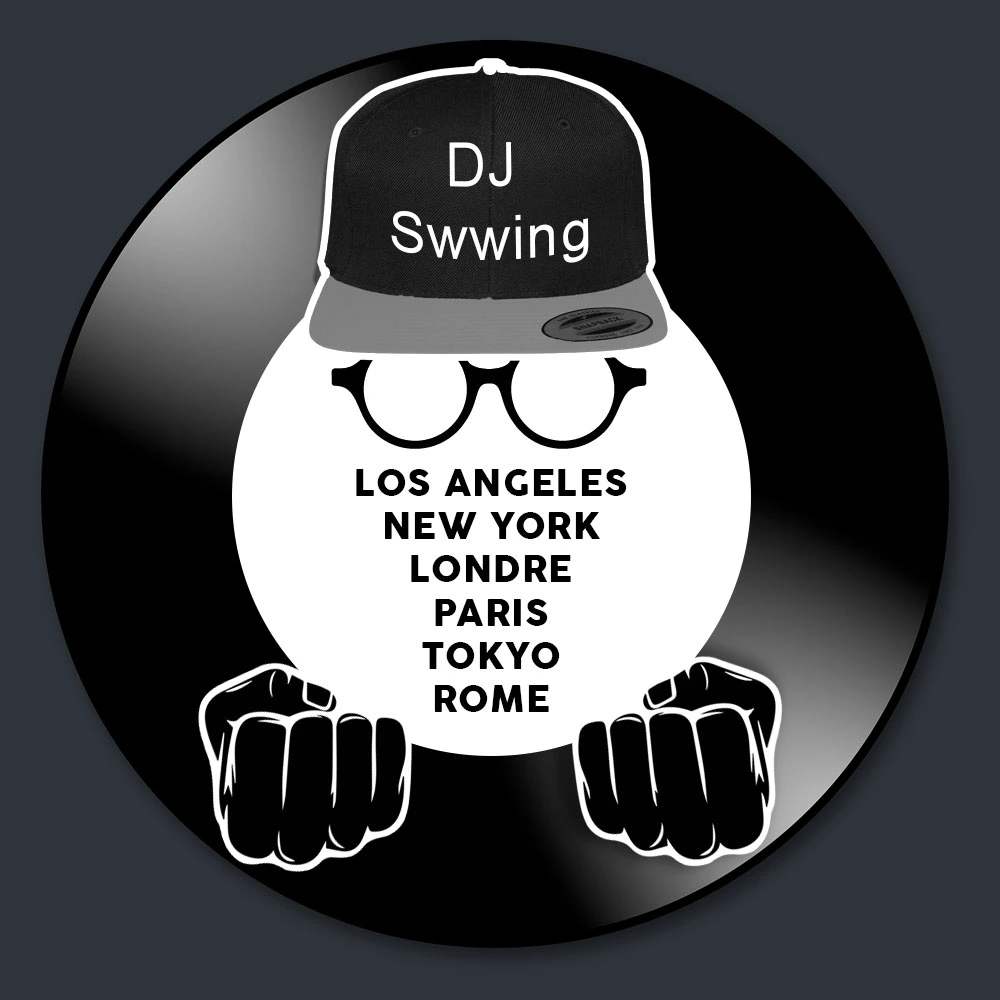 DJ
Swwing
LOS ANGELES
NEW YORK
LONDRE
PARIS
TOKYO
ROME